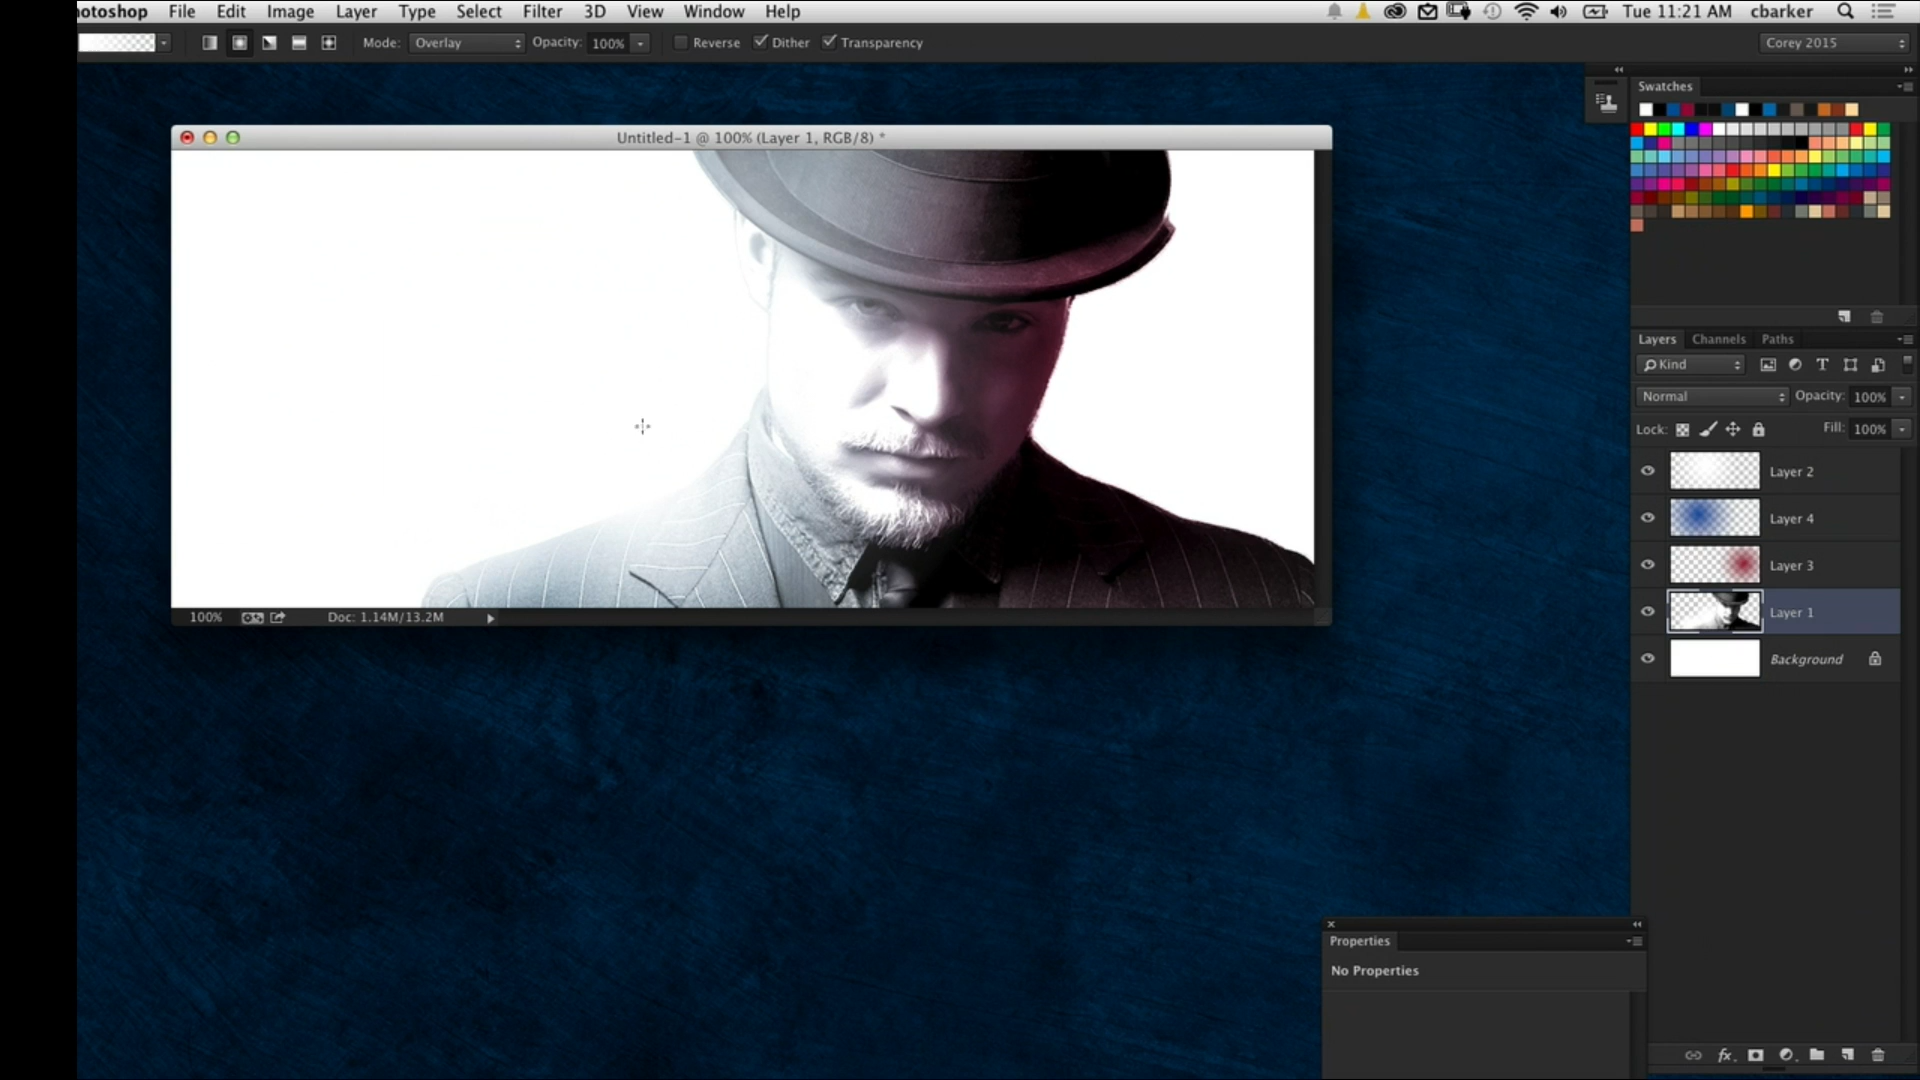 otoshop File Edit Image Layer Type Select Filter 3D View Window Help Tue 11:21 AM cbarker
Mode: Overlay Opacity: 100% Reverse Dither Transparency Corey 2015
Swatches
Untitled-1 @ 100% (Layer 1, RGB/8) *
Layers Channels Paths
Kind
Normal Opacity: 100%
Lock: Fill: 100%
Layer 2
Layer 4
Layer 3
Layer 1
Background
100% Doc: 1.14M/13.2M
Properties
No Properties
fx